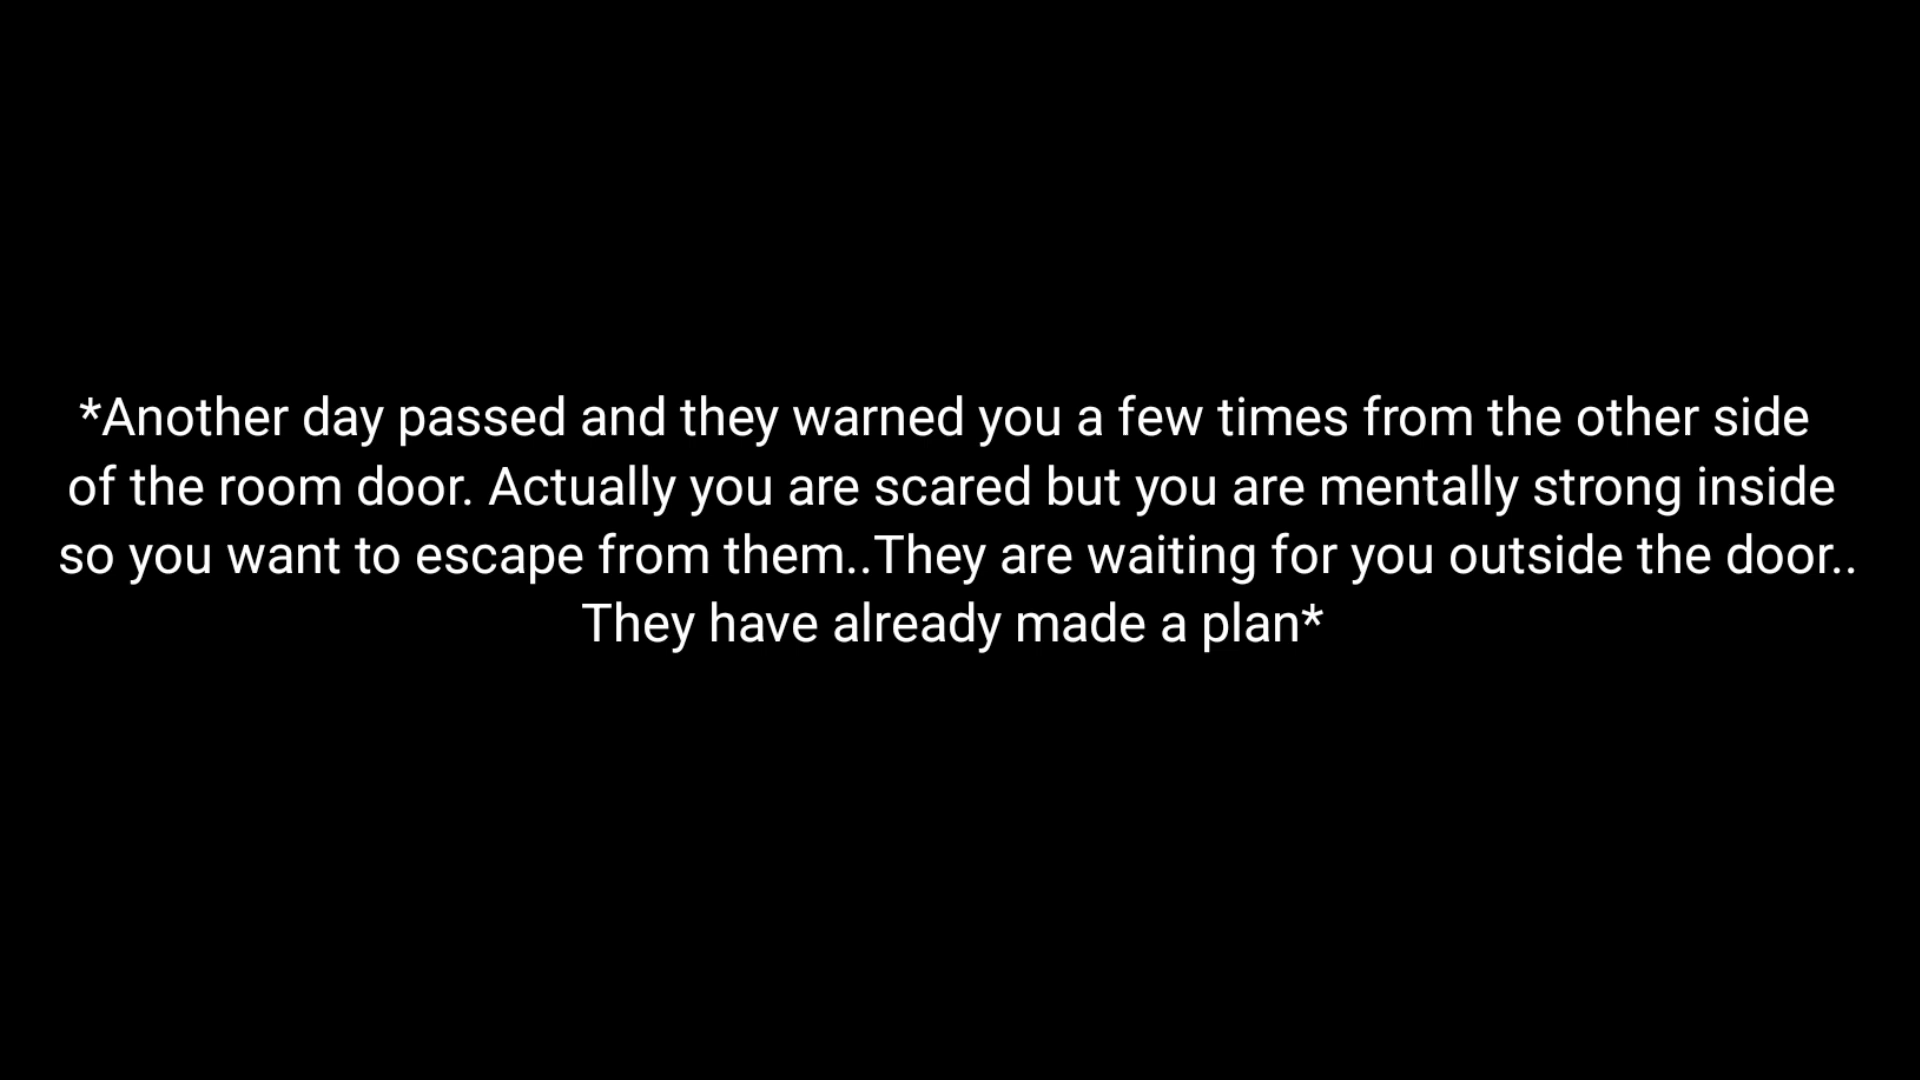 *Another day passed and they warned you a few times from the other side
of the room door. Actually you are scared but you are mentally strong inside
so you want to escape from them..They are waiting for you outside the door..
They have already made a plan*